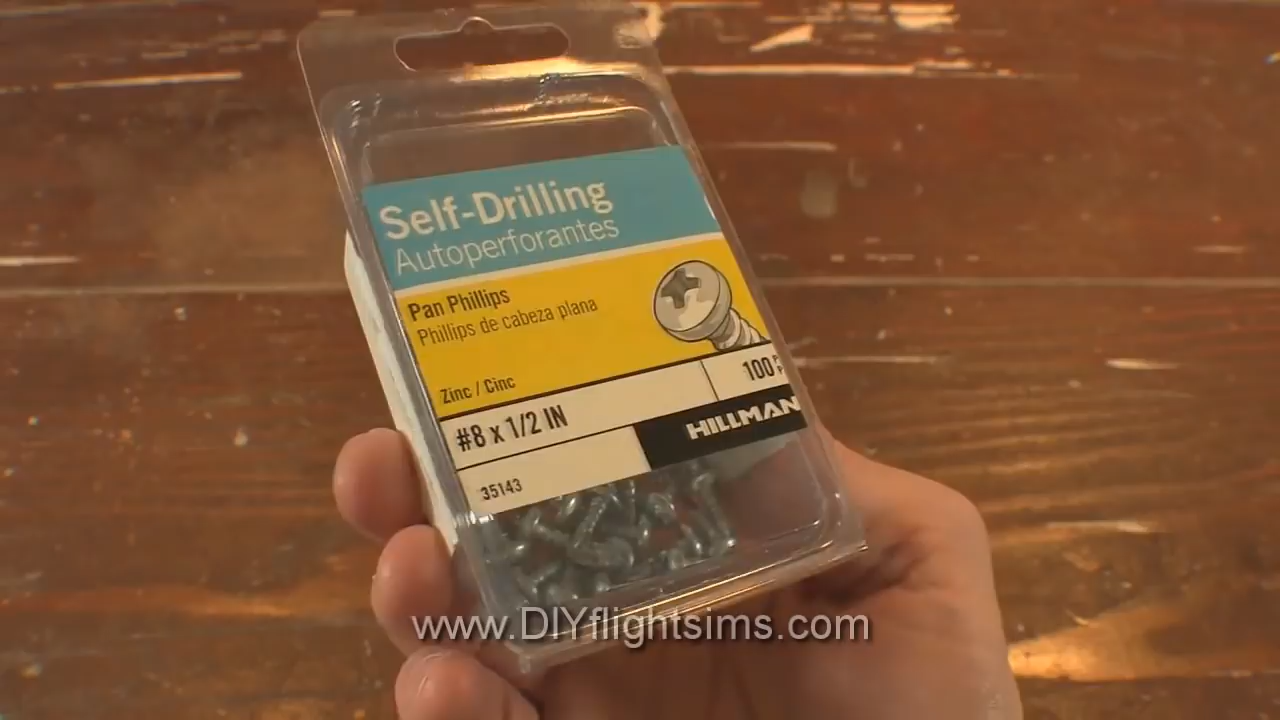 Self-Drilling
Autoperforantes
Pan Phillips
Phillips de cabeza plana
Zinc / Cinc
#8 x 1/2 IN
100
HILLMAN
35143
www.DIYflightsims.com